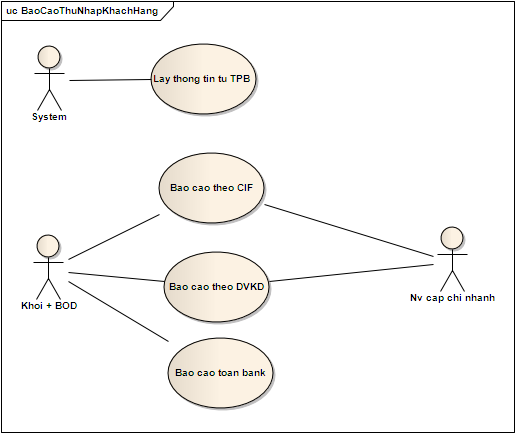 uc BaoCaoThuNhapKhachHang
Lay thong tin tu TPB
System
Bao cao theo CIF
Bao cao theo DVKD
Khoi + BOD
Nv cap chi nhanh
Bao cao toan bank